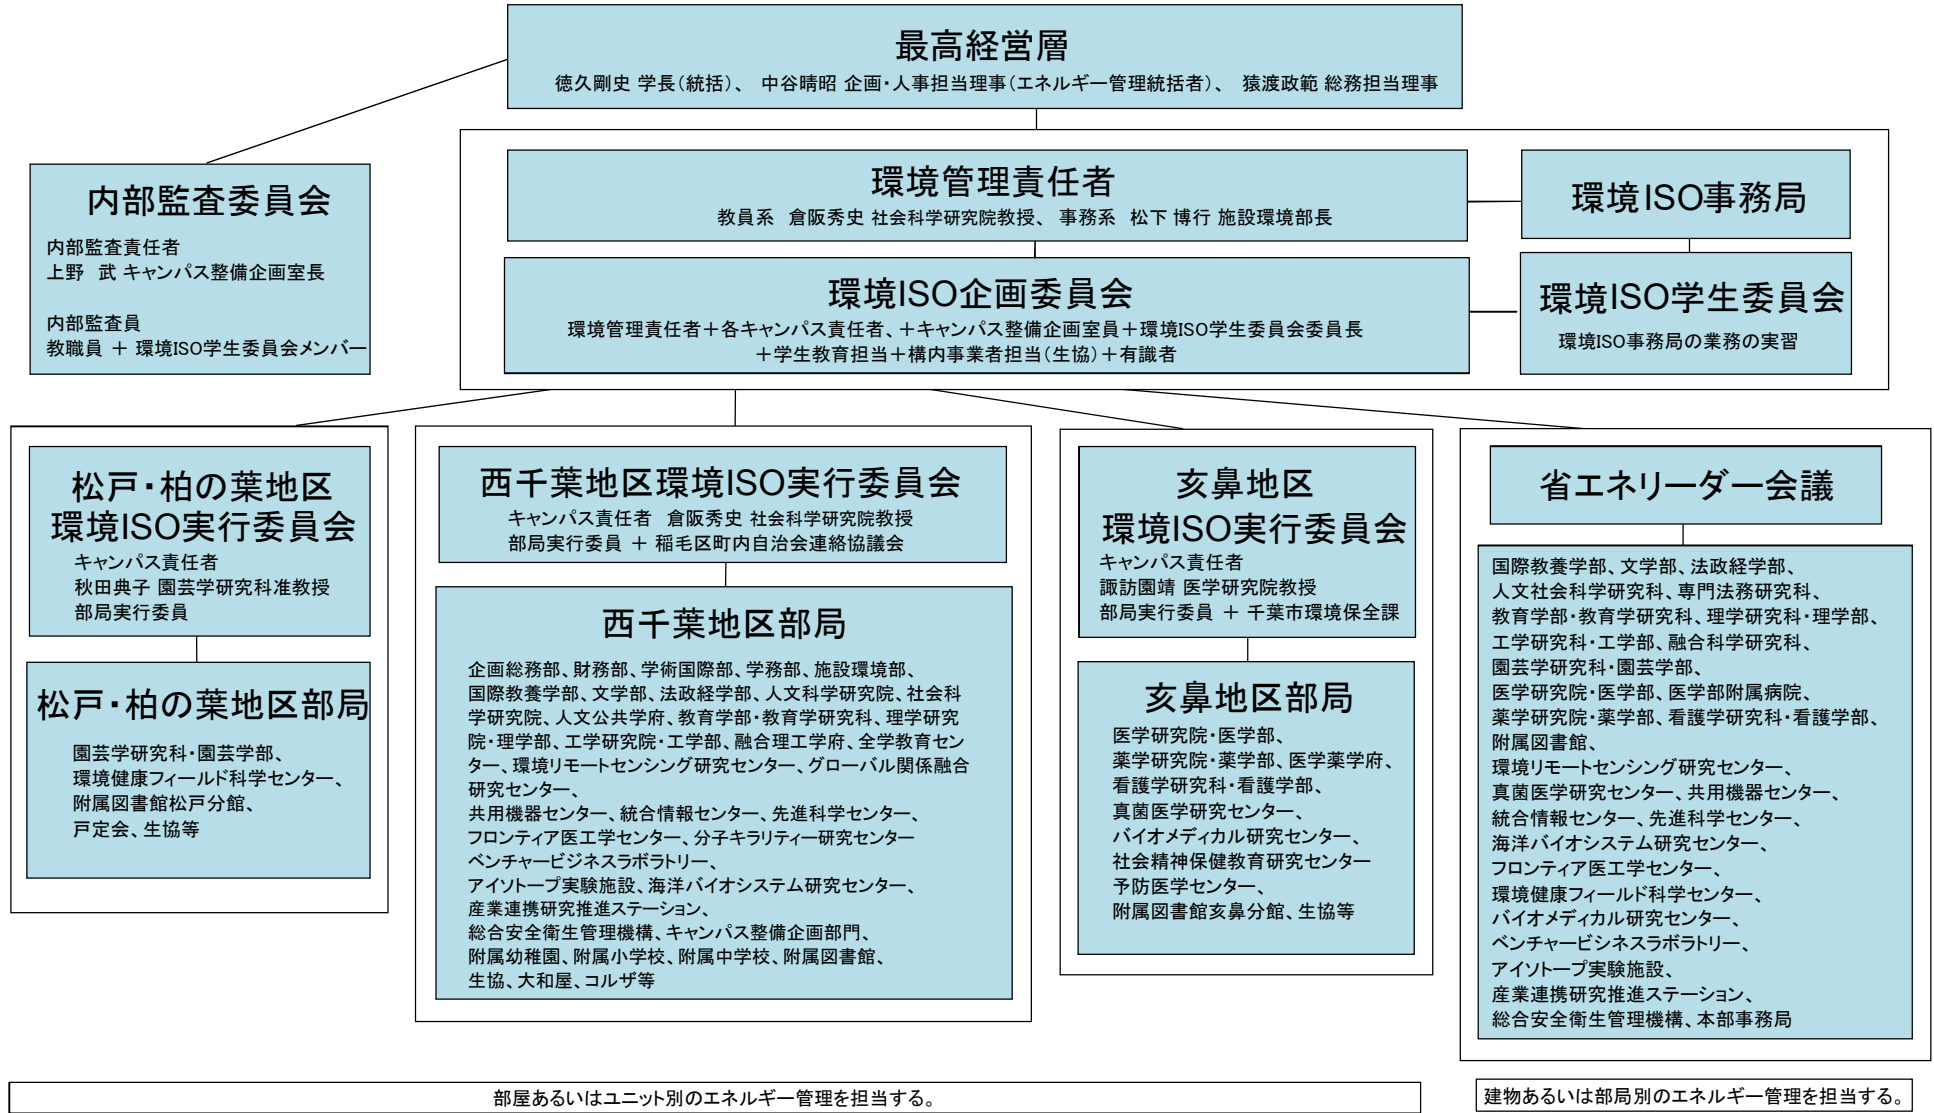 最高経営層
徳久剛史 学長（統括）、 中谷晴昭 企画・人事担当理事（エネルギー管理統括者）、 猿渡政範 総務担当理事
内部監査委員会
内部監査責任者
上野 武 キャンパス整備企画室長
内部監査員
教職員 ＋ 環境ISO学生委員会メンバー
環境管理責任者
教員系 倉阪秀史 社会科学研究院教授、 事務系 松下 博行 施設環境部長
環境ISO事務局
環境ISO企画委員会
環境管理責任者＋各キャンパス責任者、＋キャンパス整備企画室員＋環境ISO学生委員会委員長
＋学生教育担当＋構内事業者担当（生協）＋有識者
環境ISO学生委員会
環境ISO事務局の業務の実習
松戸・柏の葉地区
環境ISO実行委員会
キャンパス責任者
秋田典子 園芸学研究科准教授
部局実行委員
松戸・柏の葉地区部局
園芸学研究科・園芸学部、
環境健康フィールド科学センター、
附属図書館松戸分館、
戸定会、生協等
西千葉地区環境ISO実行委員会
キャンパス責任者 倉阪秀史 社会科学研究院教授
部局実行委員 ＋ 稲毛区町内自治会連絡協議会
西千葉地区部局
企画総務部、財務部、学術国際部、学務部、施設環境部、
国際教養学部、文学部、法政経学部、人文科学研究院、社会科
学研究院、人文公共学府、教育学部・教育学研究科、理学研究
院・理学部、工学研究院・工学部、融合理工学府、全学教育セン
ター、環境リモートセンシング研究センター、グローバル関係融合
研究センター、
共用機器センター、統合情報センター、先進科学センター、
フロンティア医工学センター、分子キラリティー研究センター
ベンチャービジネスラボラトリー、
アイソトープ実験施設、海洋バイオシステム研究センター、
産業連携研究推進ステーション、
総合安全衛生管理機構、キャンパス整備企画部門、
附属幼稚園、附属小学校、附属中学校、附属図書館、
生協、大和屋、コルザ等
亥鼻地区
環境ISO実行委員会
キャンパス責任者
諏訪園靖 医学研究院教授
部局実行委員 ＋ 千葉市環境保全課
亥鼻地区部局
医学研究院・医学部、
薬学研究院・薬学部、医学薬学府、
看護学研究科・看護学部、
真菌医学研究センター、
バイオメディカル研究センター、
社会精神保健教育研究センター
予防医学センター、
附属図書館亥鼻分館、生協等
省エネリーダー会議
国際教養学部、文学部、法政経学部、
人文社会科学研究科、専門法務研究科、
教育学部・教育学研究科、理学研究科・理学部、
工学研究科・工学部、融合科学研究科、
園芸学研究科・園芸学部、
医学研究院・医学部、医学部附属病院、
薬学研究院・薬学部、看護学研究科・看護学部、
附属図書館、
環境リモートセンシング研究センター、
真菌医学研究センター、共用機器センター、
統合情報センター、先進科学センター、
海洋バイオシステム研究センター、
フロンティア医工学センター、
環境健康フィールド科学センター、
バイオメディカル研究センター、
ベンチャービシネスラボラトリー、
アイソトープ実験施設、
産業連携研究推進ステーション、
総合安全衛生管理機構、本部事務局
部屋あるいはユニット別のエネルギー管理を担当する。
建物あるいは部局別のエネルギー管理を担当する。